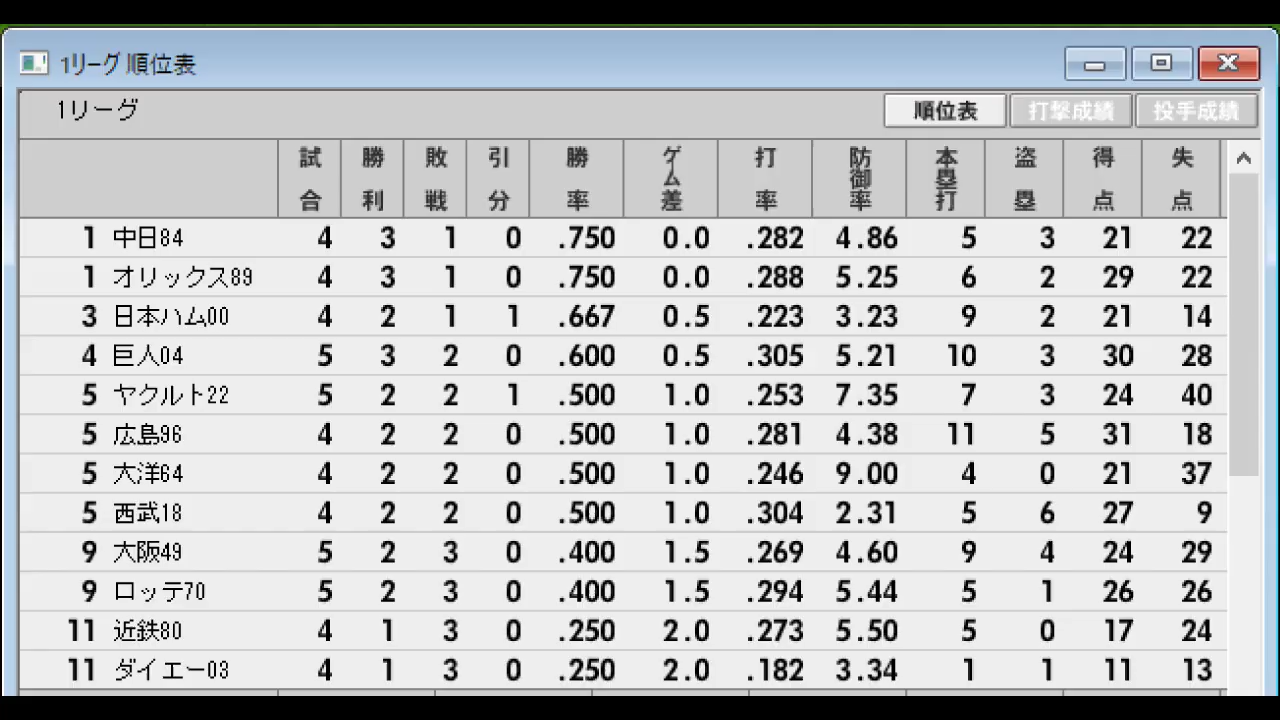 1リーグ 順位表
1リーグ 順位表 打撃成績 投手成績
試合 勝利 敗戦 引分 勝率 ゲーム差 打率 防御率 本塁打 盗塁 得点 失点
1 中日84 4 3 1 0 .750 0.0 .282 4.86 5 3 21 22
1 オリックス89 4 3 1 0 .750 0.0 .288 5.25 6 2 29 22
3 日本ハム00 4 2 1 1 .667 0.5 .223 3.23 9 2 21 14
4 巨人04 5 3 2 0 .600 0.5 .305 5.21 10 3 30 28
5 ヤクルト22 5 2 2 1 .500 1.0 .253 7.35 7 3 24 40
5 広島96 4 2 2 0 .500 1.0 .281 4.38 11 5 31 18
5 大洋64 4 2 2 0 .500 1.0 .246 9.00 4 0 21 37
5 西武18 4 2 2 0 .500 1.0 .304 2.31 5 6 27 9
9 大阪49 5 2 3 0 .400 1.5 .269 4.60 9 4 24 29
9 ロッテ70 5 2 3 0 .400 1.5 .294 5.44 5 1 26 26
11 近鉄80 4 1 3 0 .250 2.0 .273 5.50 5 0 17 24
11 ダイエー03 4 1 3 0 .250 2.0 .182 3.34 1 1 11 13